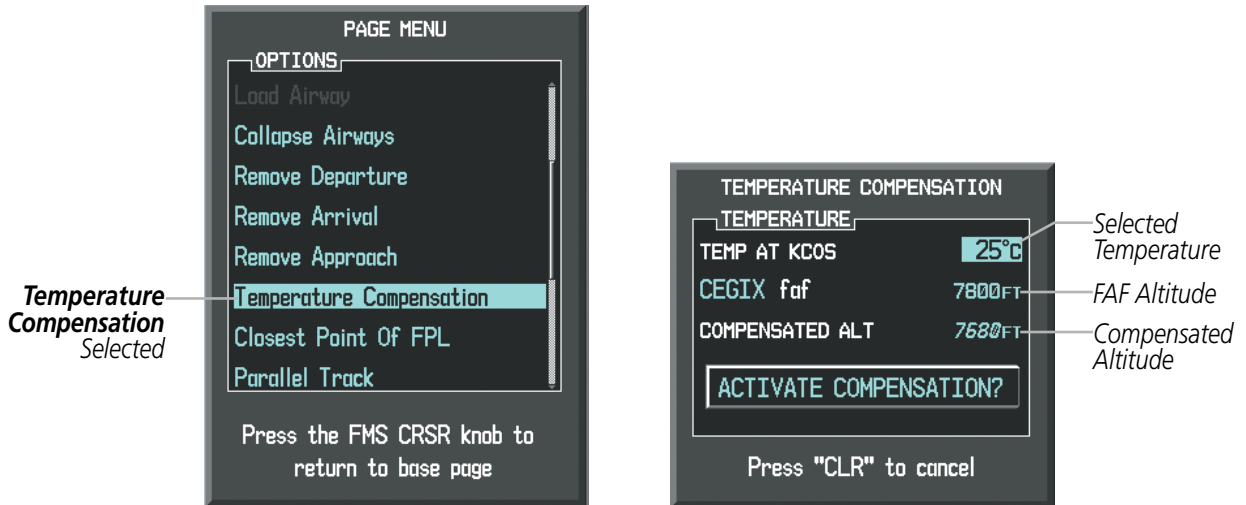 PAGE MENU
OPTIONS
Load Airway
Collapse Airways
Remove Departure
Remove Arrival
Remove Approach
Temperature Compensation
Closest Point Of FPL
Parallel Track
Press the FMS CRSR knob to
return to base page
Temperature
Compensation
Selected
TEMPERATURE COMPENSATION
TEMPERATURE
TEMP AT KCOS 25°C
CEGIX faf 7800FT
COMPENSATED ALT 7680FT
ACTIVATE COMPENSATION?
Press "CLR" to cancel
Selected
Temperature
FAF Altitude
Compensated
Altitude